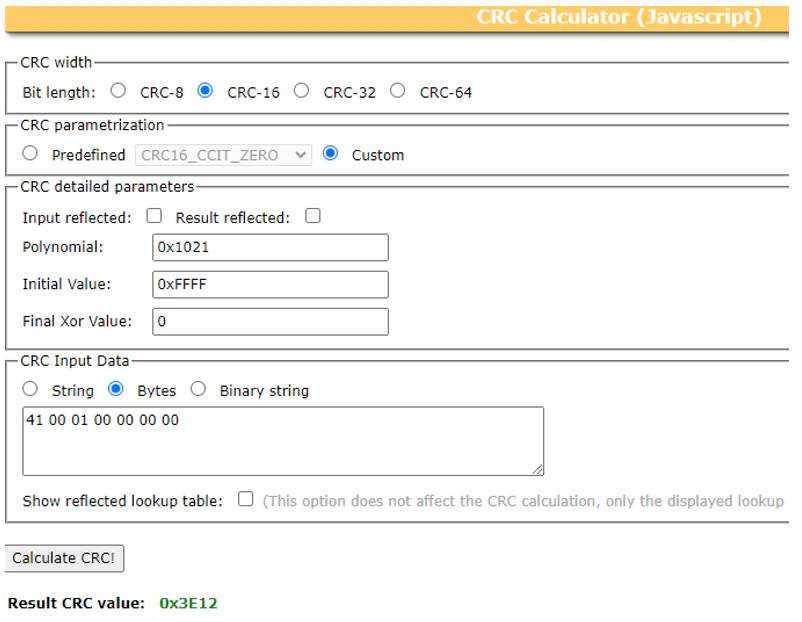 CRC Calculator (Javascript)
CRC width
Bit length: CRC-8 CRC-16 CRC-32 CRC-64
CRC parametrization
Predefined CRC16_CCIT_ZERO Custom
CRC detailed parameters
Input reflected: Result reflected:
Polynomial: 0x1021
Initial Value: 0xFFFF
Final Xor Value: 0
CRC Input Data
String Bytes Binary string
41 00 01 00 00 00 00
Show reflected lookup table: (This option does not affect the CRC calculation, only the displayed lookup
Calculate CRC!
Result CRC value: 0x3E12